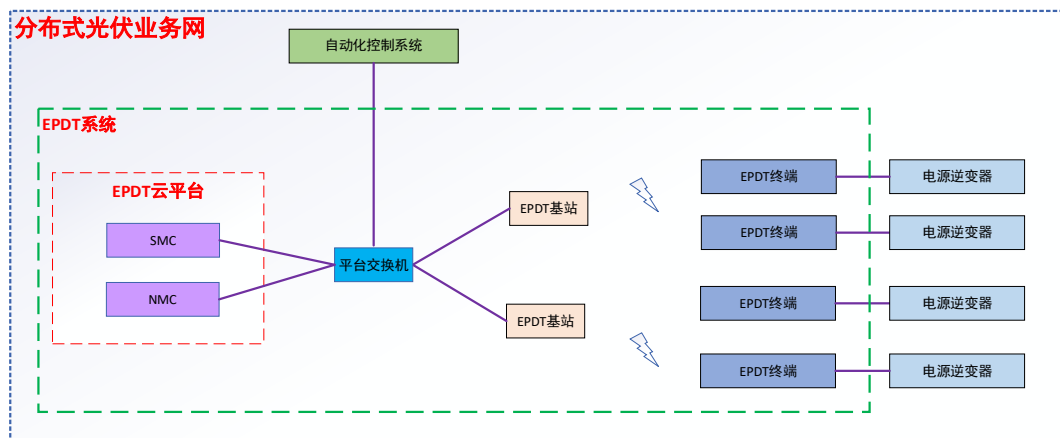 分布式光伏业务网
自动化控制系统
EPDT系统
EPDT云平台
SMC
NMC
平台交换机
EPDT基站
EPDT基站
EPDT终端
电源逆变器
EPDT终端
电源逆变器
EPDT终端
电源逆变器
EPDT终端
电源逆变器